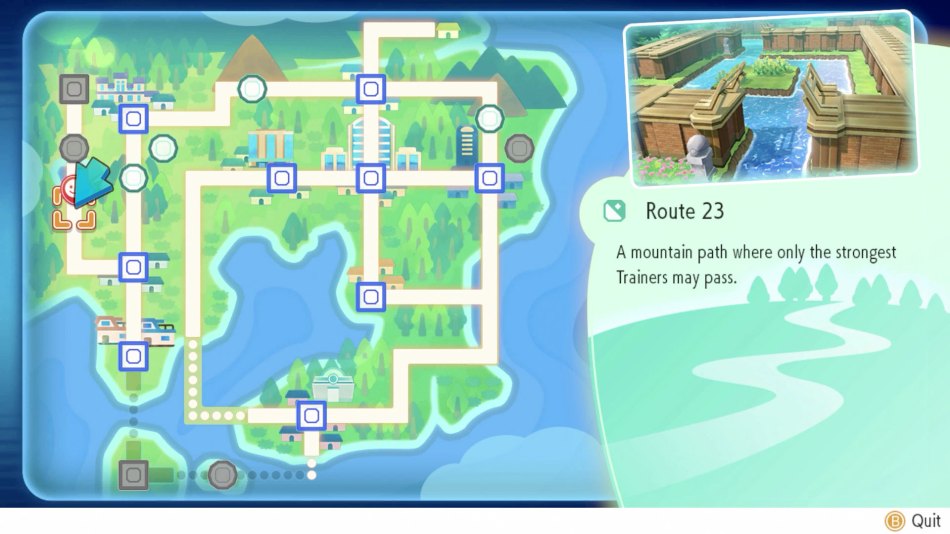 Route 23
A mountain path where only the strongest
Trainers may pass.
B Quit